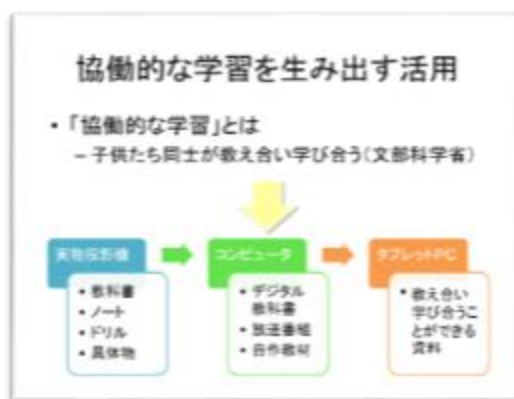 協働的な学習を生み出す活用
•「協働的な学習」とは
– 子供たち同士が教え合い学び合う(文部科学省)
実物投影機
• 教科書
• ノート
• ドリル
• 具体物
コンピュータ
• デジタル
教科書
• 放送番組
• 自作教材
タブレットPC
• 教え合い
学び合うこ
とができる
資料